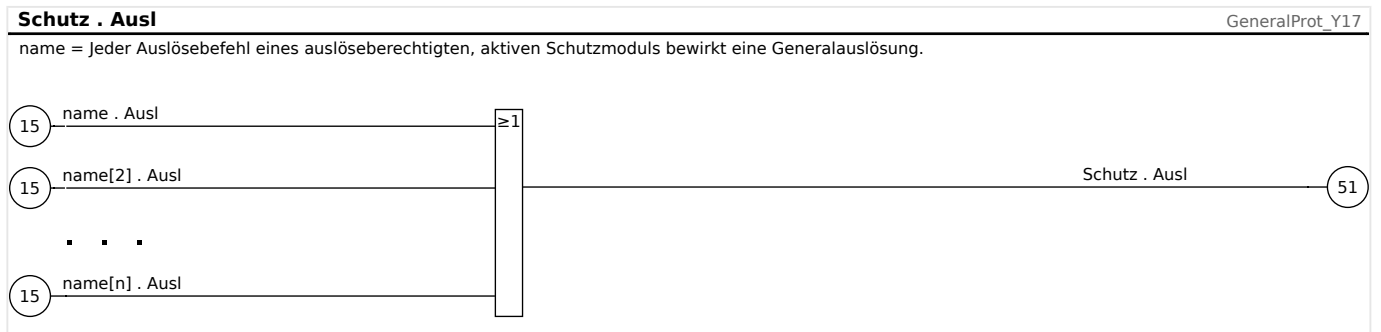 Schutz . Ausl
GeneralProt_Y17
name = Jeder Auslösebefehl eines auslöseberechtigten, aktiven Schutzmoduls bewirkt eine Generalauslösung.
name . Ausl
15
≥1
name[2] . Ausl
15
Schutz . Ausl
51
. . .
name[n] . Ausl
15